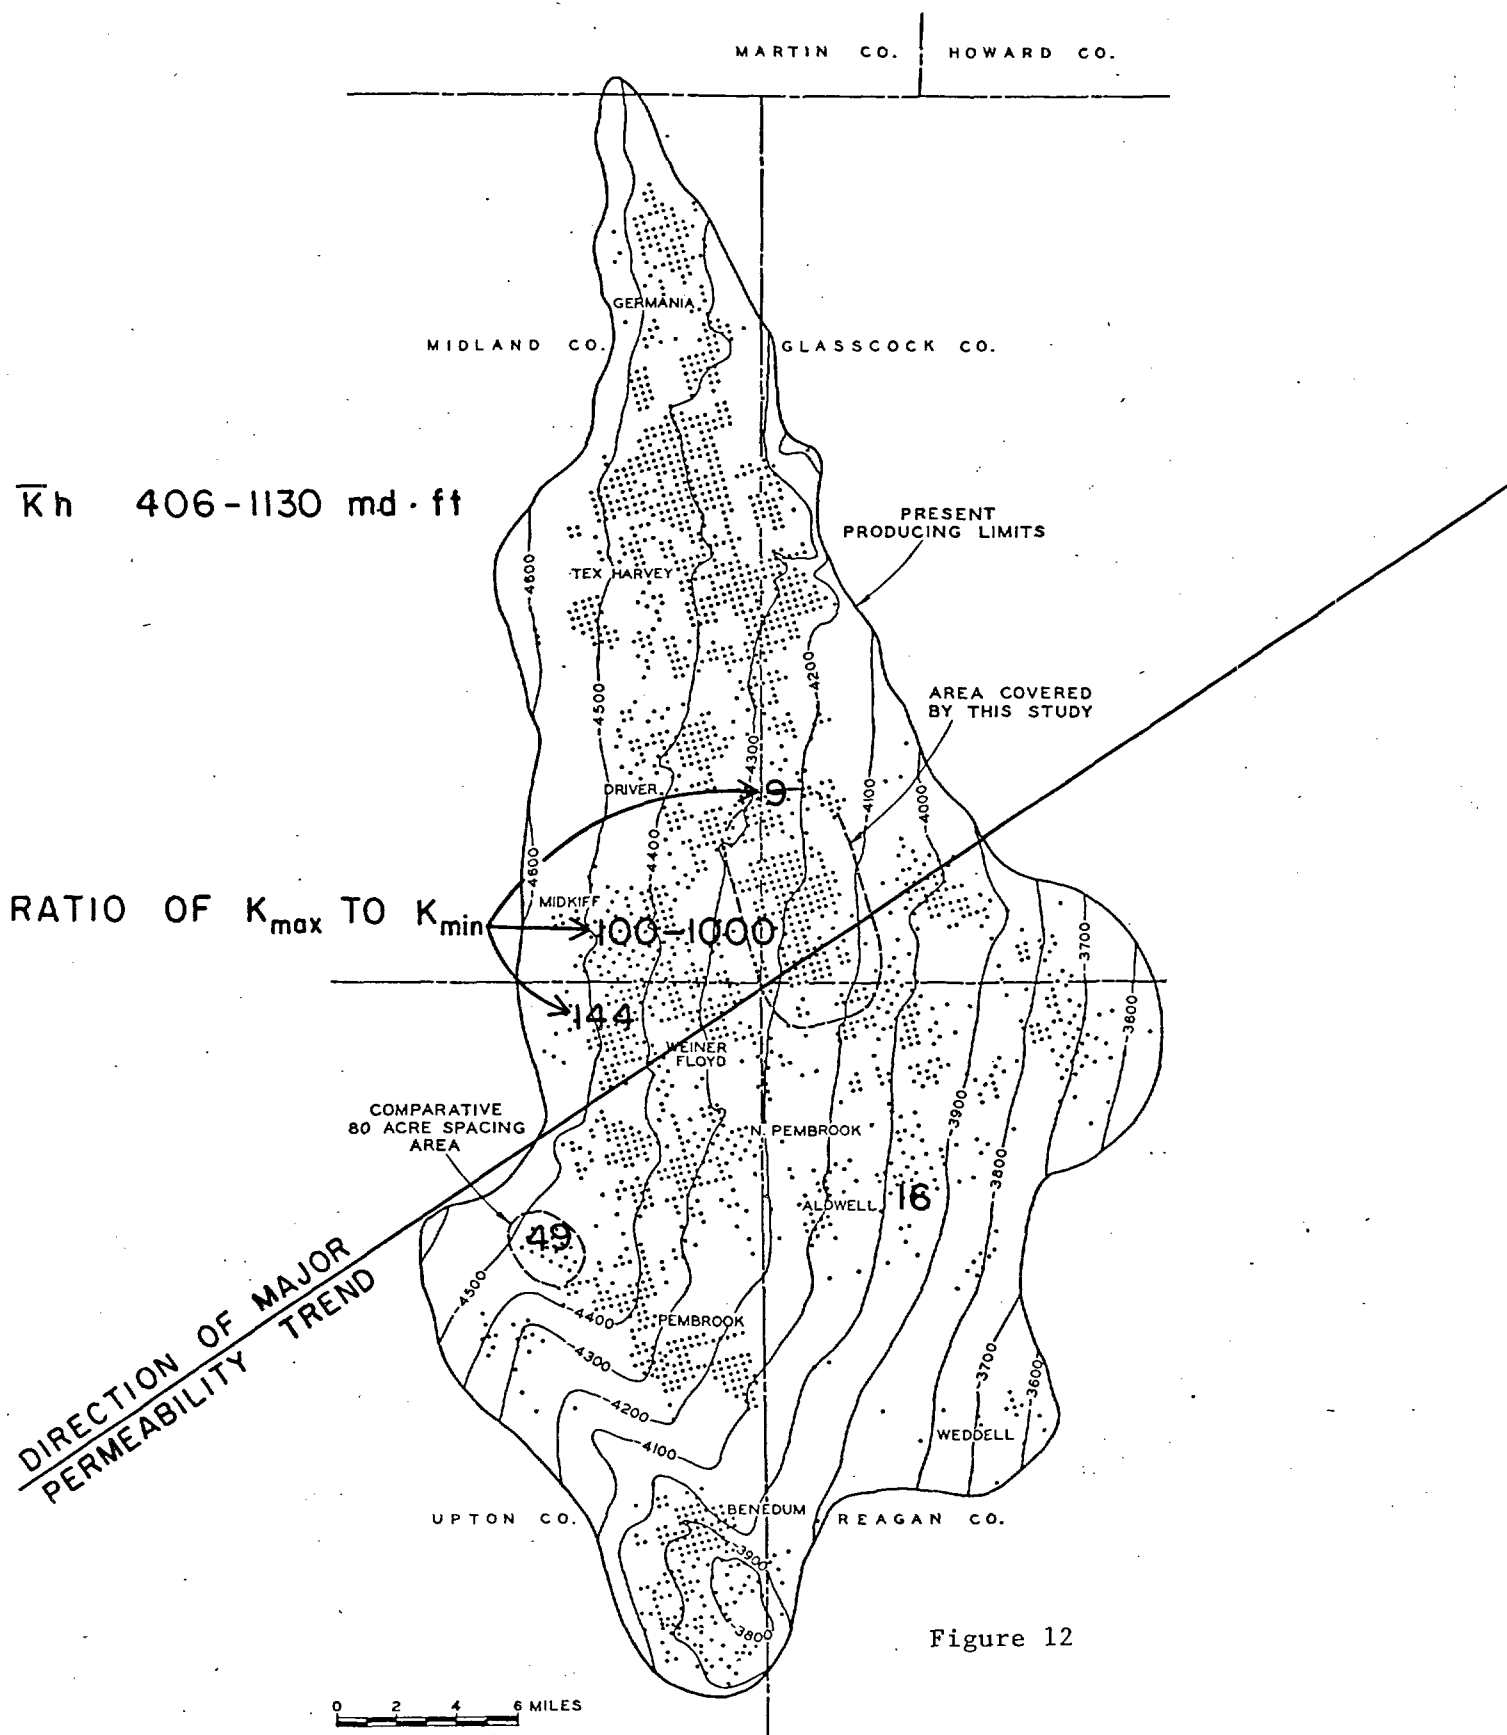 MARTIN CO. HOWARD CO.
GERMANIA
MIDLAND CO. GLASSCOCK CO.
K̅h 406-1130 md·ft
PRESENT
PRODUCING LIMITS
-4600
TEX HARVEY
-4500
-4200
AREA COVERED
BY THIS STUDY
-4300
DRIVER
9
-4100
-4000
-4600
-4400
MIDKIFF
RATIO OF Kmax TO Kmin
100-1000
-3700
-3600
144
WEINER
FLOYD
COMPARATIVE
80 ACRE SPACING
AREA
N. PEMBROOK
-3900
-3800
ALDWELL
16
49
DIRECTION OF MAJOR
PERMEABILITY TREND
-4500
-4400
PEMBROOK
-4300
-3700
-3600
-4200
WEDDELL
-4100
BENEDUM
UPTON CO. REAGAN CO.
-3900
-3800
Figure 12
0 2 4 6 MILES